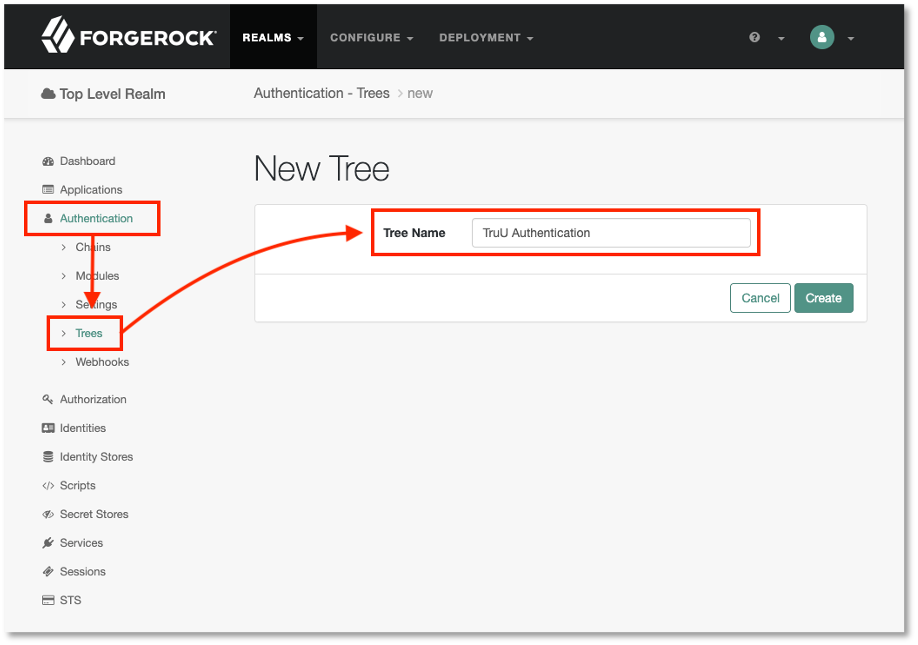 FORGEROCK REALMS CONFIGURE DEPLOYMENT
Top Level Realm Authentication - Trees > new
Dashboard
New Tree
Applications
Authentication
Tree Name TruU Authentication
Chains
Modules
Settings
Cancel Create
Trees
Webhooks
Authorization
Identities
Identity Stores
Scripts
Secret Stores
Services
Sessions
STS